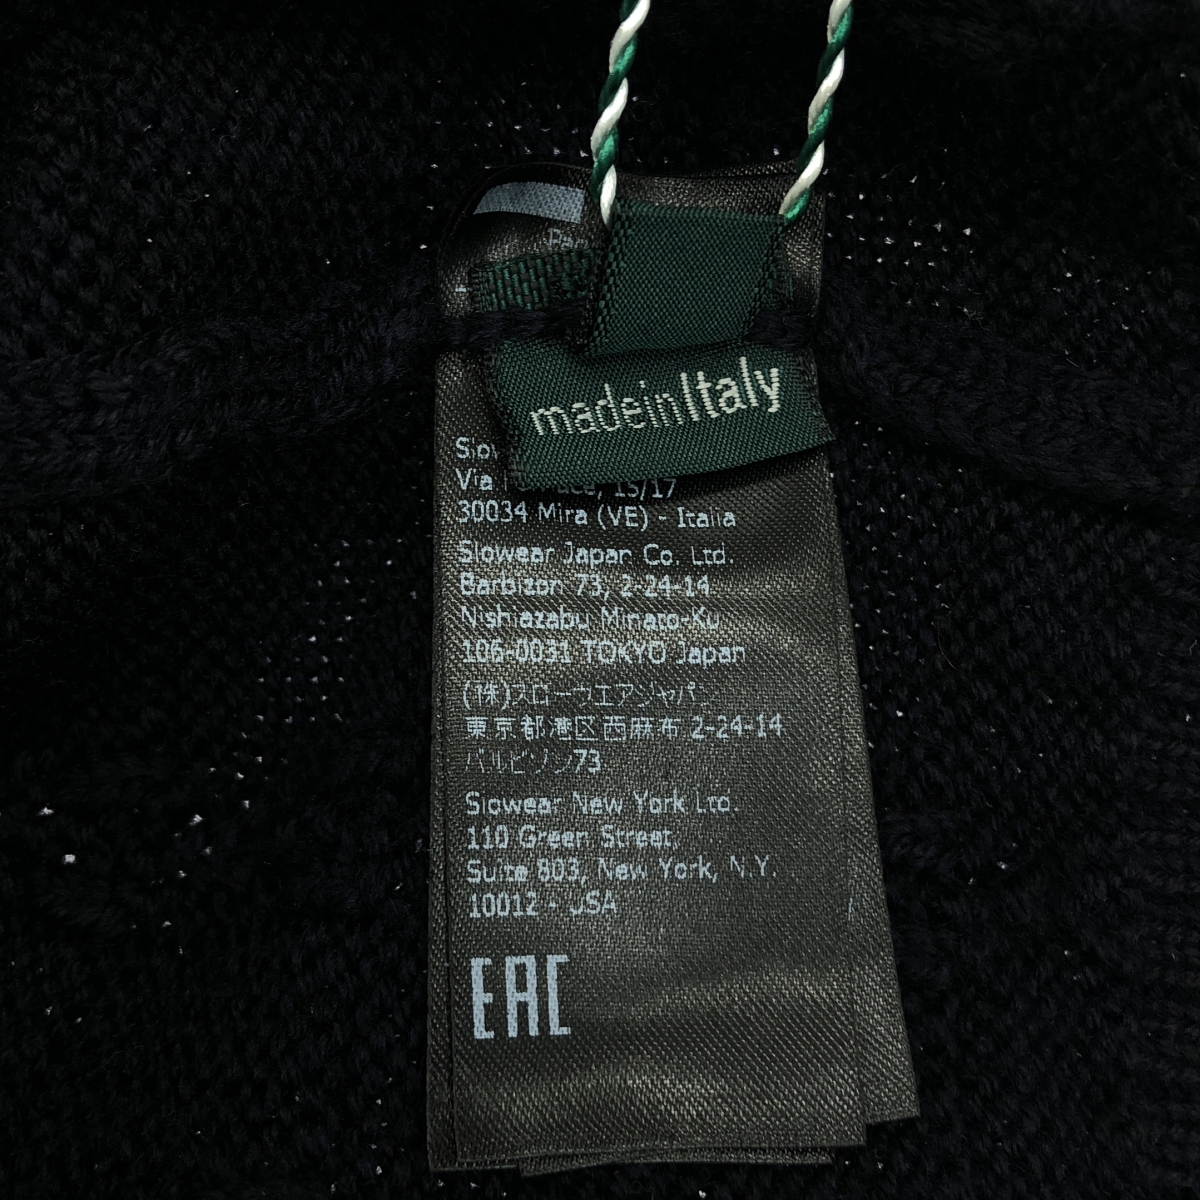 madeinItaly
Via 15/17
30034 Mira (VE) - Italia
Slowear Japan Co. Ltd.
Barbizon 73, 2-24-14
Nishiazabu Minato-Ku
106-0031 TOKYO Japan
(株)スローウエアジャパン
東京都港区西麻布 2-24-14
バルビゾン73
Slowear New York Ltd.
110 Green Street,
Suite 803, New York, N.Y.
10012 - USA
EAC